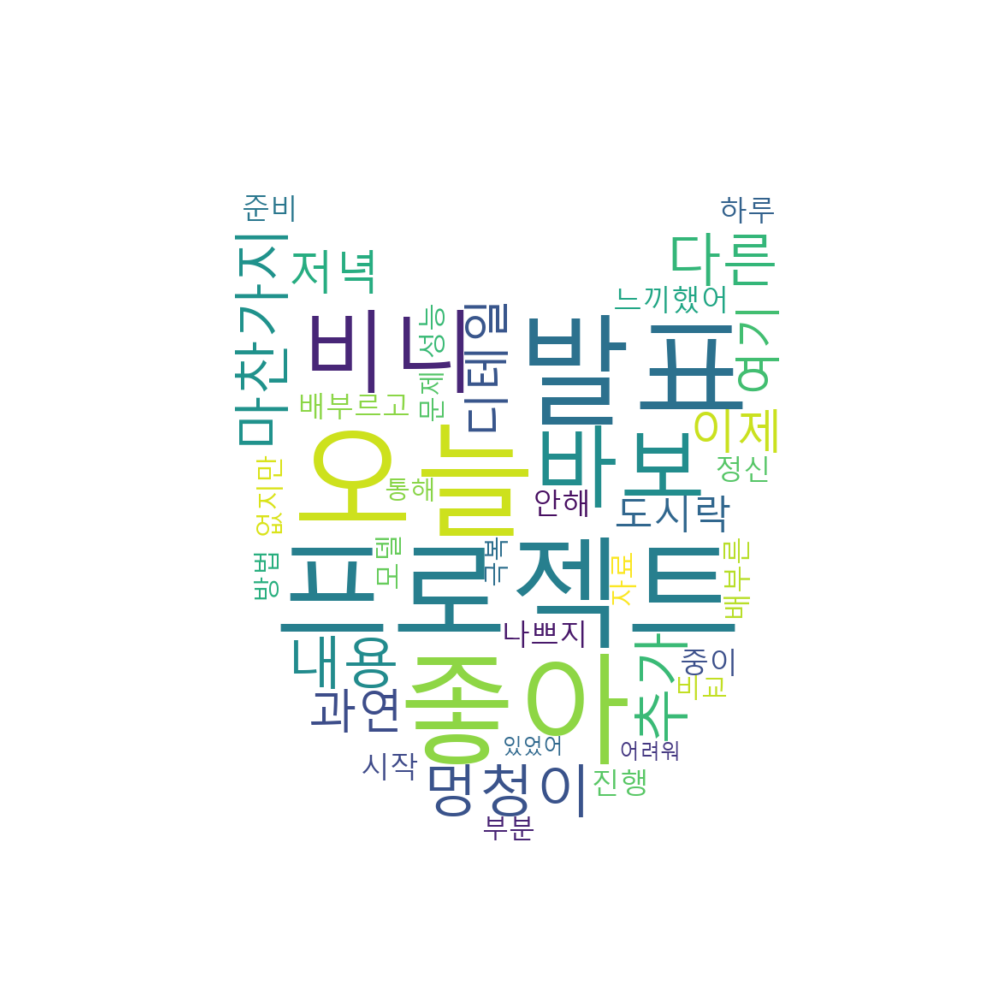 준비
하루
마찬가지
저녁
다른
느끼했어
비니
디테일
성능
발표
여기
문제
배부르고
이제
오늘
바보
정신
없지만
통해
안해
도시락
프로젝트
방법
모델
극복
자료
배부른
나쁘지
내용
추가
중이
비교
좋아
과연
있었어
어려워
시작
멍청이
진행
부분